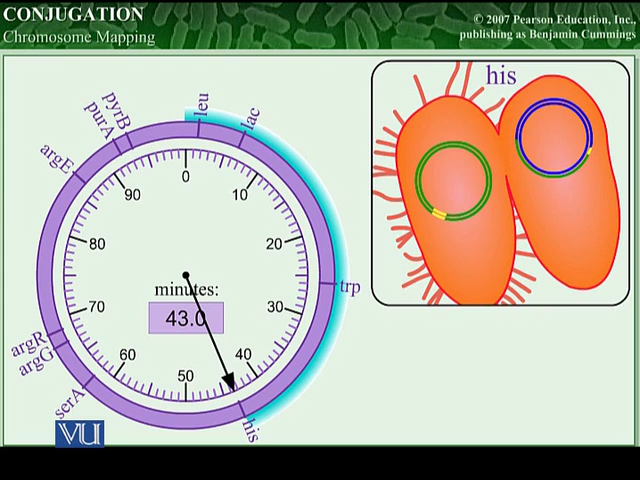 CONJUGATION
Chromosome Mapping
© 2007 Pearson Education, Inc.,
publishing as Benjamin Cummings
his
leu
lac
pyrB
purA
argE
trp
argR
argG
serA
his
0
10
20
30
40
50
60
70
80
90
minutes:
43.0
VU